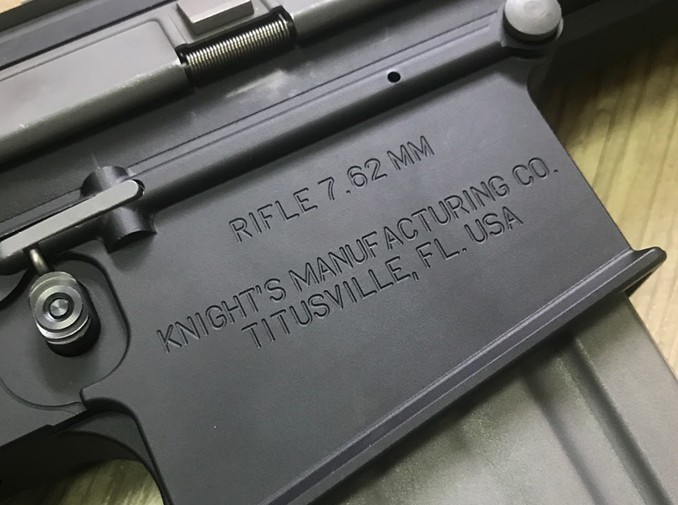 RIFLE 7.62 MM
KNIGHT'S MANUFACTURING CO.
TITUSVILLE, FL. USA